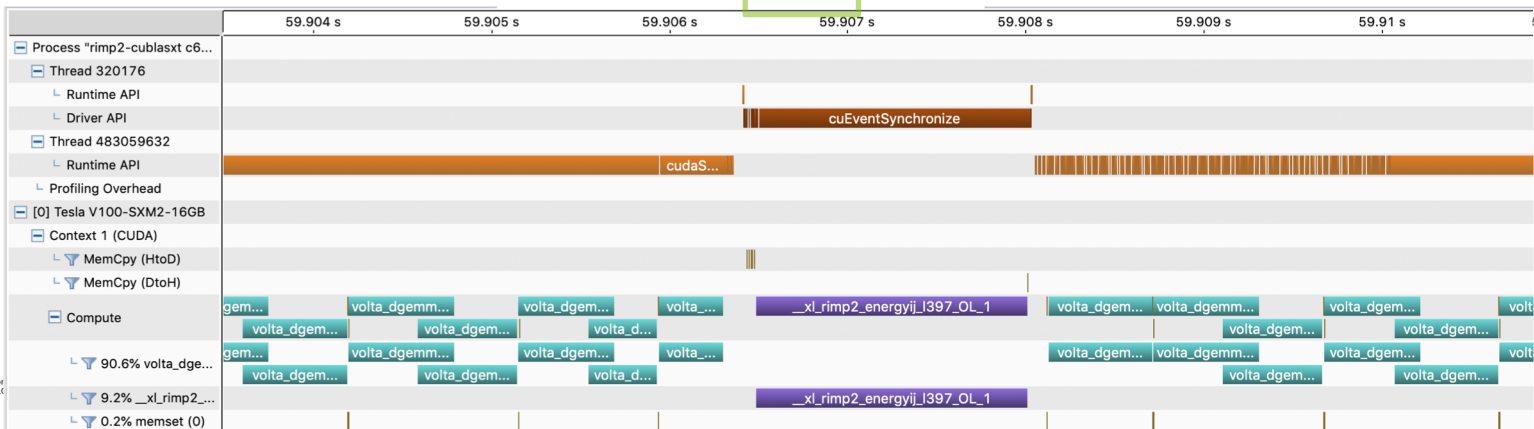 59.904 s 59.905 s 59.906 s 59.907 s 59.908 s 59.909 s 59.91 s
Process "rimp2-cublasxt c6...
Thread 320176
Runtime API
Driver API cuEventSynchronize
Thread 483059632
Runtime API cudaS...
Profiling Overhead
[0] Tesla V100-SXM2-16GB
Context 1 (CUDA)
MemCpy (HtoD)
MemCpy (DtoH)
gem... volta_dgemm... volta_dgem... volta_... __xl_rimp2_energyij_l397_OL_1 volta_dgem... volta_dgemm... volta_dgem... volt
Compute
volta_dgem... volta_dgem... volta_d... volta_dgem... volta_dgem...
gem... volta_dgemm... volta_dgem... volta_... volta_dgem... volta_dgemm... volta_dgem... volt
90.6% volta_dge...
volta_dgem... volta_dgem... volta_d... volta_dgem... volta_dgem...
9.2% __xl_rimp2_... __xl_rimp2_energyij_l397_OL_1
0.2% memset (0)